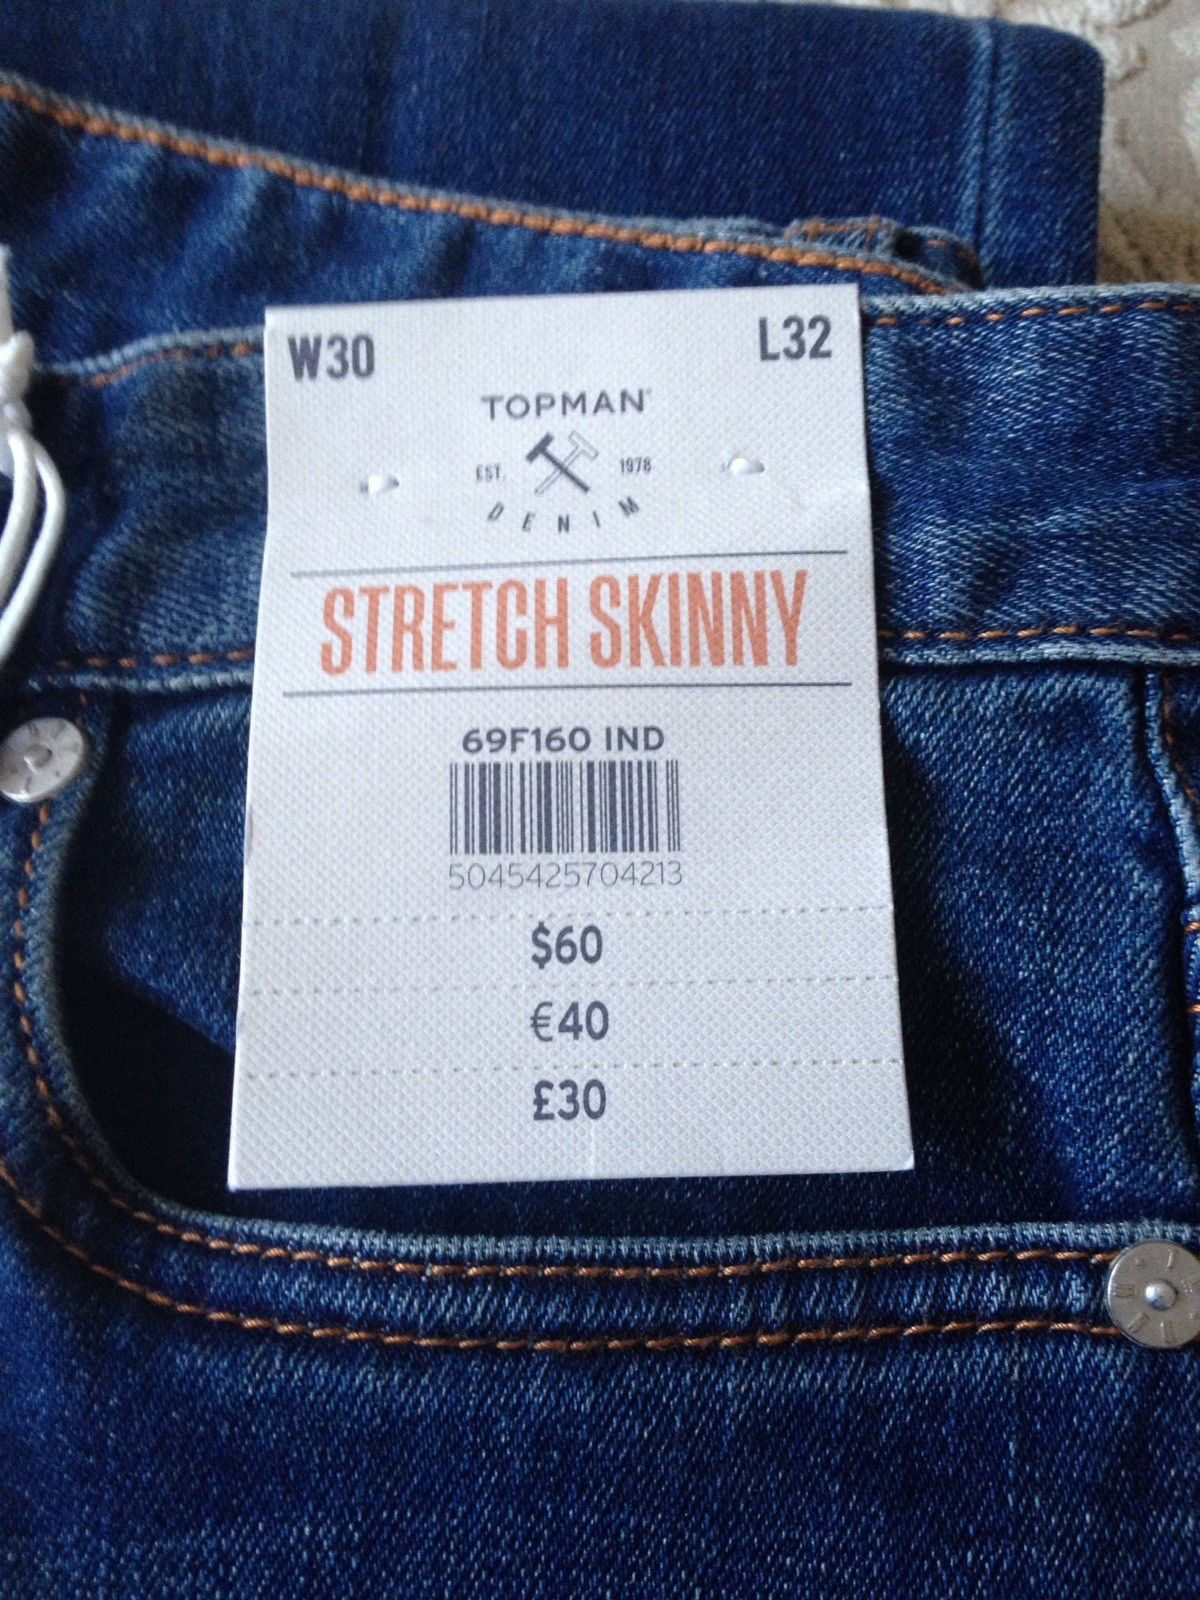 W30 L32
TOPMAN
EST. 1978
DENIM
STRETCH SKINNY
69F160 IND
5045425704213
$60
€40
£30